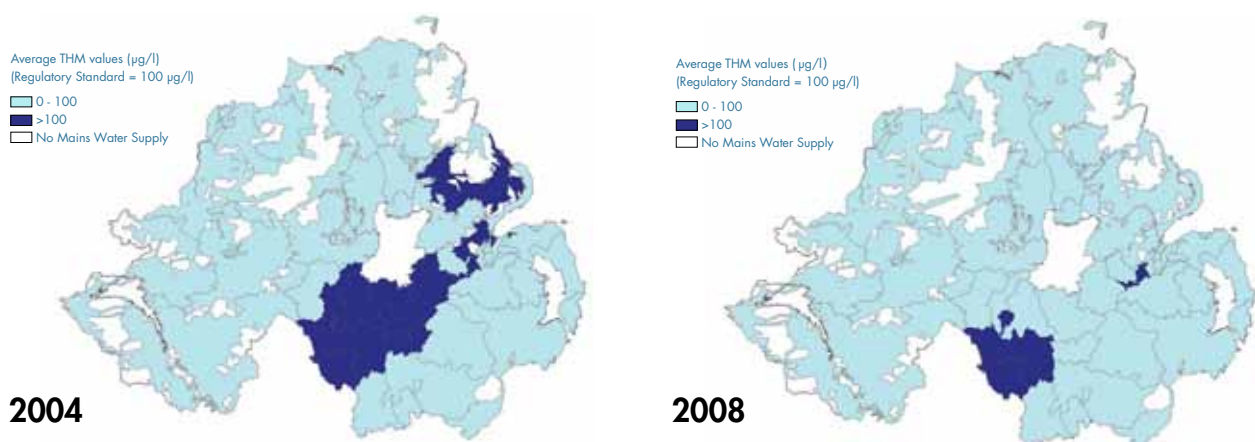 Average THM values (µg/l)
(Regulatory Standard = 100 µg/l)
0 - 100
>100
No Mains Water Supply
2004
Average THM values (µg/l)
(Regulatory Standard = 100 µg/l)
0 - 100
>100
No Mains Water Supply
2008